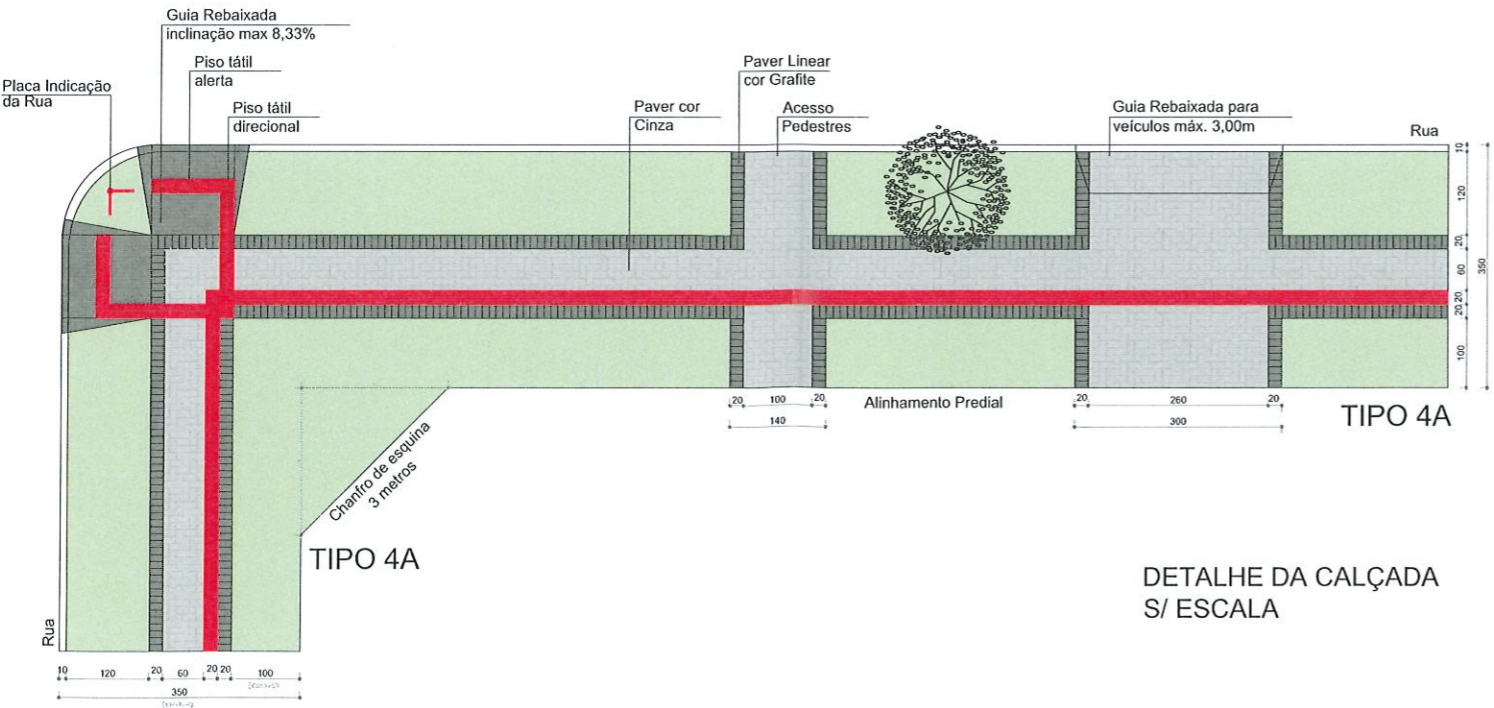 Guia Rebaixada
inclinação max 8,33%
Piso tátil
alerta
Placa Indicação
da Rua
Piso tátil
direcional
Paver cor
Cinza
Paver Linear
cor Grafite
Acesso
Pedestres
Guia Rebaixada para
veículos máx. 3,00m
Rua
10
120
20
60
20
20
100
350
20 100 20
140
Alinhamento Predial
20 260 20
300
TIPO 4A
Chanfro de esquina
3 metros
TIPO 4A
DETALHE DA CALÇADA
S/ ESCALA
Rua
10 120 20 60 20 20 100
350